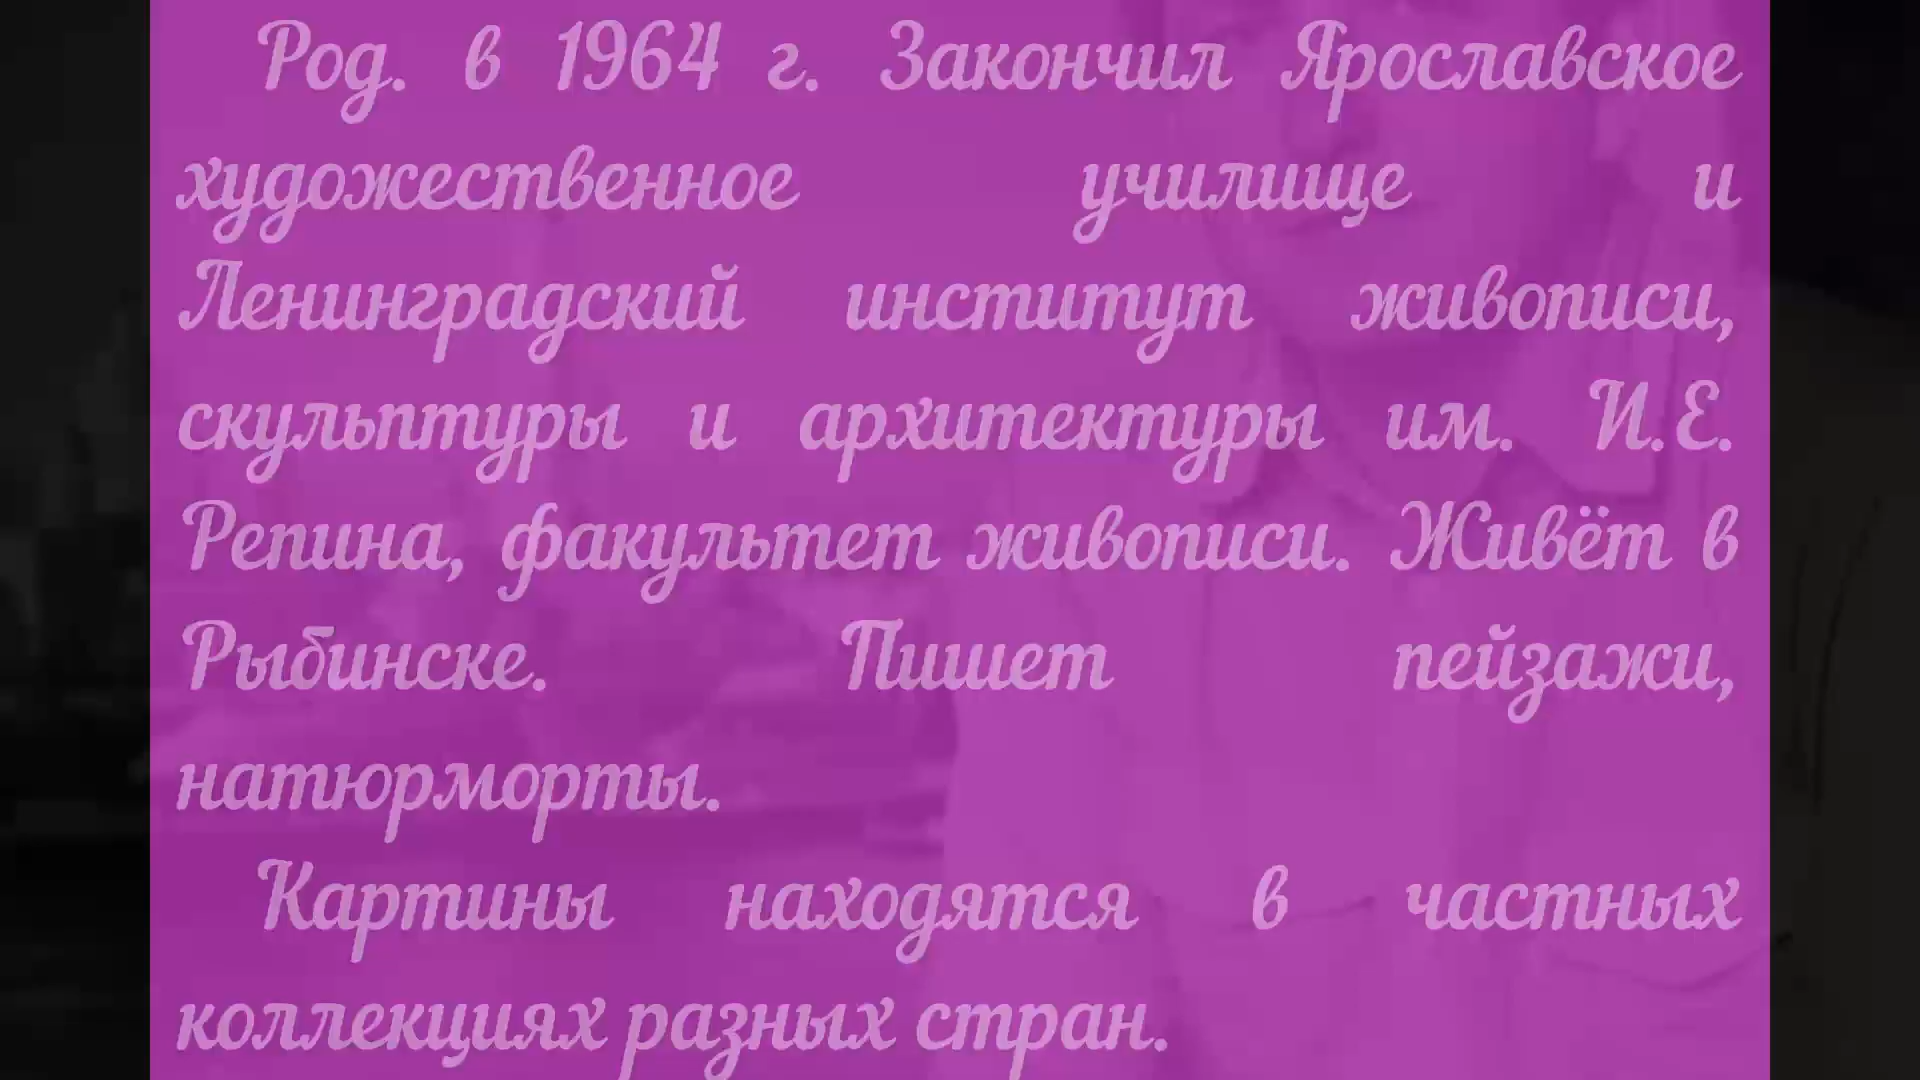 Род. в 1964 г. Закончил Ярославское
художественное училище и
Ленинградский институт живописи,
скульптуры и архитектуры им. И.Е.
Репина, факультет живописи. Живёт в
Рыбинске. Пишет пейзажи,
натюрморты.
Картины находятся в частных
коллекциях разных стран.